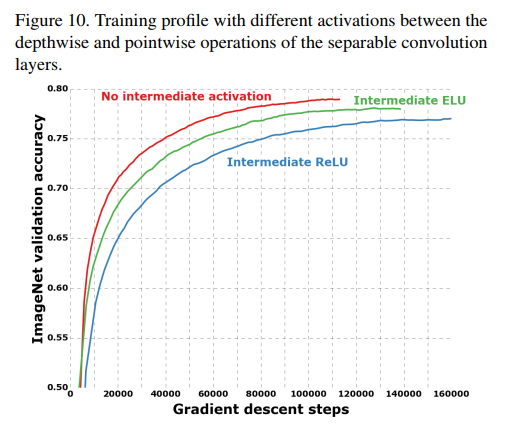 Figure 10. Training profile with different activations between the
depthwise and pointwise operations of the separable convolution
layers.
0.80
No intermediate activation
Intermediate ELU
0.75
Intermediate ReLU
0.70
0.65
0.60
0.55
0.50
ImageNet validation accuracy
0 20000 40000 60000 80000 100000 120000 140000 160000
Gradient descent steps